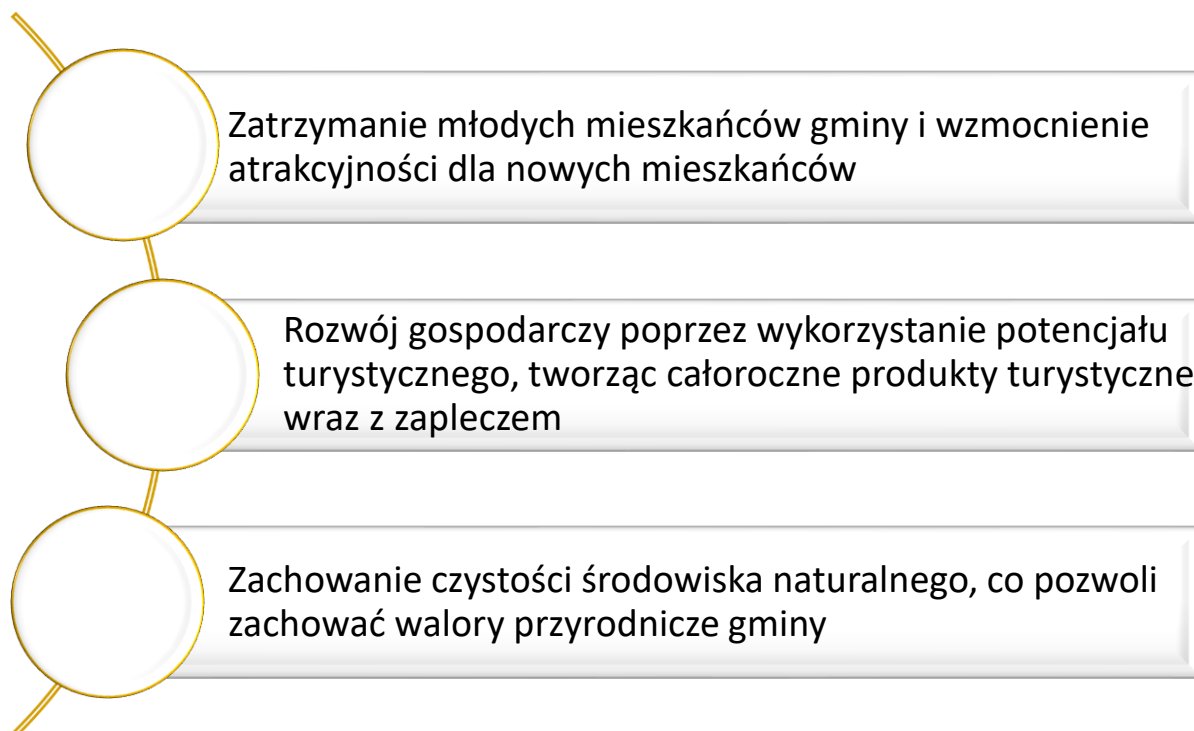 Zatrzymanie młodych mieszkańców gminy i wzmocnienie
atrakcyjności dla nowych mieszkańców
Rozwój gospodarczy poprzez wykorzystanie potencjału
turystycznego, tworząc całoroczne produkty turystyczne
wraz z zapleczem
Zachowanie czystości środowiska naturalnego, co pozwoli
zachować walory przyrodnicze gminy